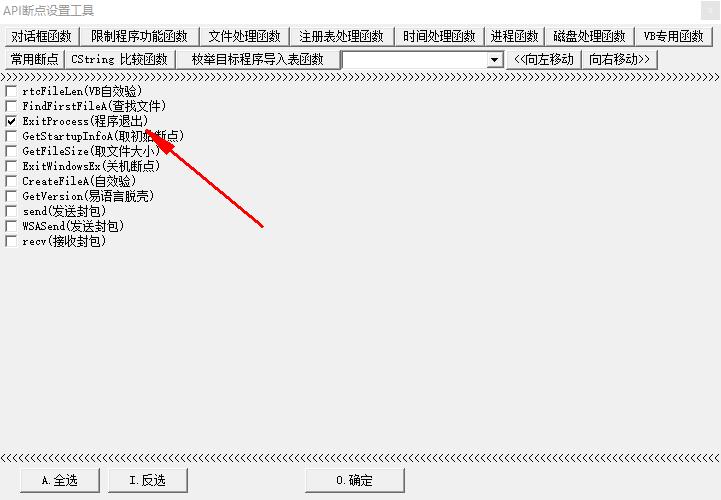 API断点设置工具
对话框函数 限制程序功能函数 文件处理函数 注册表处理函数 时间处理函数 进程函数 磁盘处理函数 VB专用函数
常用断点 CString 比较函数 枚举目标程序导入表函数 <<向左移动 向右移动>>
rtcFileLen(VB自效验)
FindFirstFileA(查找文件)
ExitProcess(程序退出)
GetStartupInfoA(取初始断点)
GetFileSize(取文件大小)
ExitWindowsEx(关机断点)
CreateFileA(自效验)
GetVersion(易语言脱壳)
send(发送封包)
WSASend(发送封包)
recv(接收封包)
A.全选 I.反选 O.确定